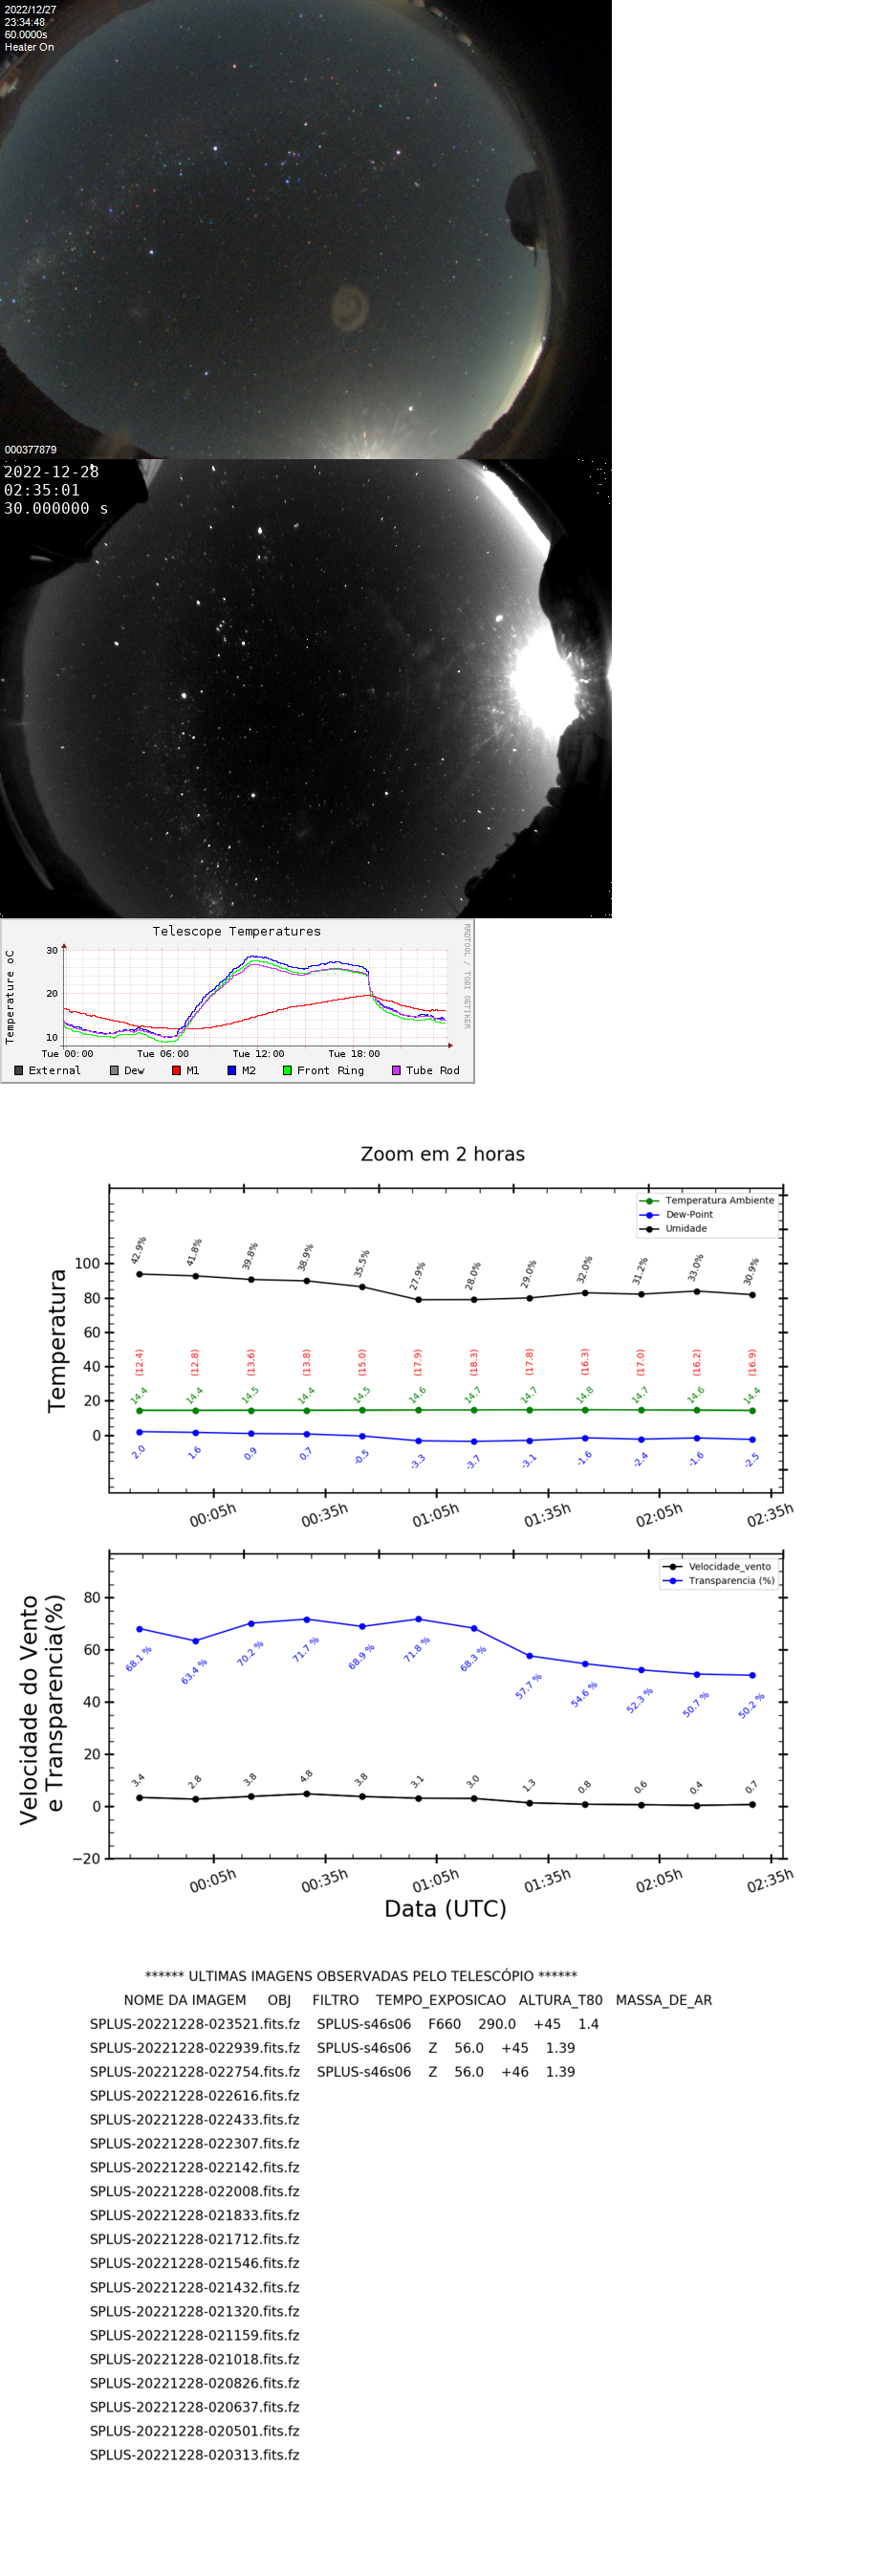 2022/12/27
23:34:48
60.0000s
Heater On
000377879
2022-12-28
02:35:01
30.000000 s
Telescope Temperatures
RRDTOOL / TOBI OETIKER
Temperature oC
30
20
10
Tue 00:00 Tue 06:00 Tue 12:00 Tue 18:00
External Dew M1 M2 Front Ring Tube Rod
Zoom em 2 horas
Temperatura Ambiente
Dew-Point
Umidade
Temperatura
100
80
60
40
20
0
42.9% 41.8% 39.8% 38.9% 35.5% 27.9% 28.0% 29.0% 32.0% 31.2% 33.0% 30.9%
(12.4) (12.8) (13.6) (13.8) (15.0) (17.9) (18.3) (17.8) (16.3) (17.0) (16.2) (16.9)
14.4 14.4 14.5 14.4 14.5 14.6 14.7 14.7 14.8 14.7 14.6 14.4
2.0 1.6 0.9 0.7 -0.5 -3.3 -3.7 -3.1 -1.6 -2.4 -1.6 -2.5
00:05h 00:35h 01:05h 01:35h 02:05h 02:35h
Velocidade_vento
Transparencia (%)
Velocidade do Vento
e Transparencia(%)
80
60
40
20
0
−20
68.1 % 63.4 % 70.2 % 71.7 % 68.9 % 71.8 % 68.3 % 57.7 % 54.6 % 52.3 % 50.7 % 50.2 %
3.4 2.8 3.8 4.8 3.8 3.1 3.0 1.3 0.8 0.6 0.4 0.7
00:05h 00:35h 01:05h 01:35h 02:05h 02:35h
Data (UTC)
****** ULTIMAS IMAGENS OBSERVADAS PELO TELESCÓPIO ******
NOME DA IMAGEM OBJ FILTRO TEMPO_EXPOSICAO ALTURA_T80 MASSA_DE_AR
SPLUS-20221228-023521.fits.fz SPLUS-s46s06 F660 290.0 +45 1.4
SPLUS-20221228-022939.fits.fz SPLUS-s46s06 Z 56.0 +45 1.39
SPLUS-20221228-022754.fits.fz SPLUS-s46s06 Z 56.0 +46 1.39
SPLUS-20221228-022616.fits.fz
SPLUS-20221228-022433.fits.fz
SPLUS-20221228-022307.fits.fz
SPLUS-20221228-022142.fits.fz
SPLUS-20221228-022008.fits.fz
SPLUS-20221228-021833.fits.fz
SPLUS-20221228-021712.fits.fz
SPLUS-20221228-021546.fits.fz
SPLUS-20221228-021432.fits.fz
SPLUS-20221228-021320.fits.fz
SPLUS-20221228-021159.fits.fz
SPLUS-20221228-021018.fits.fz
SPLUS-20221228-020826.fits.fz
SPLUS-20221228-020637.fits.fz
SPLUS-20221228-020501.fits.fz
SPLUS-20221228-020313.fits.fz